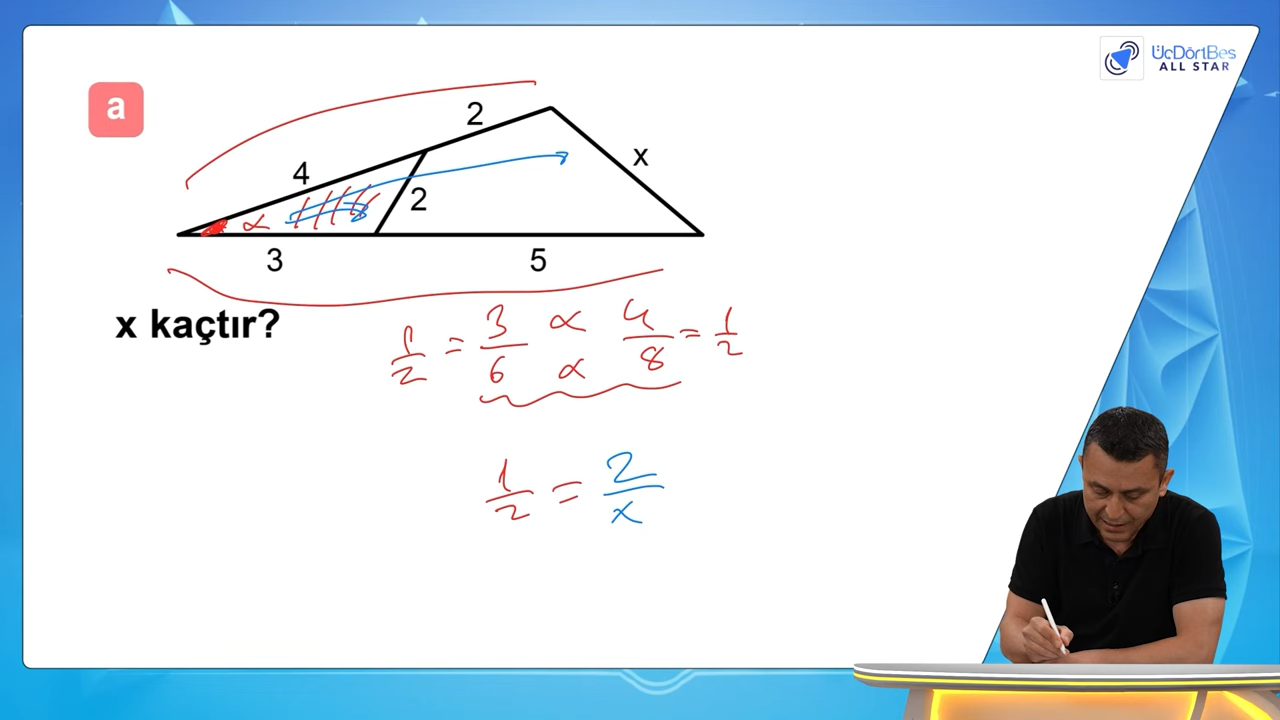 ÜçDörtBeş
ALL STAR
a
2
4
x
2
α
3
5
x kaçtır?
1/2 = 3/6 α 4/8 = 1/2
α
1/2 = 2/x